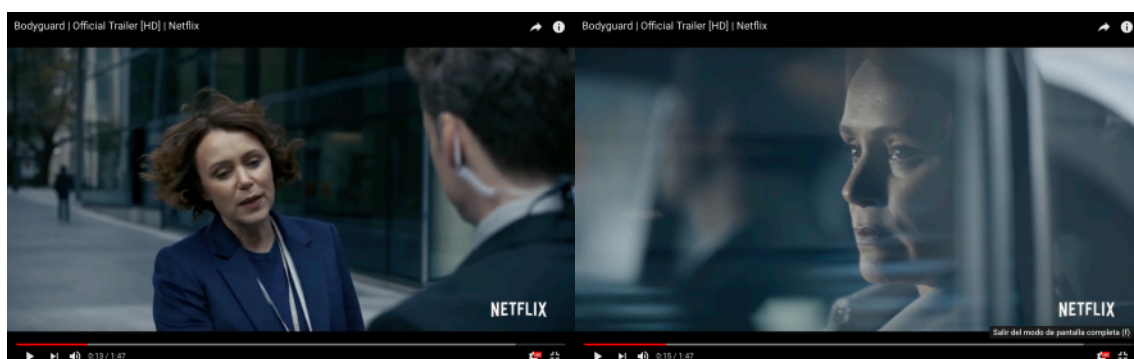 Bodyguard | Official Trailer [HD] | Netflix
NETFLIX
0:13 / 1:47
Bodyguard | Official Trailer [HD] | Netflix
NETFLIX
Salir del modo de pantalla completa (f)
0:15 / 1:47